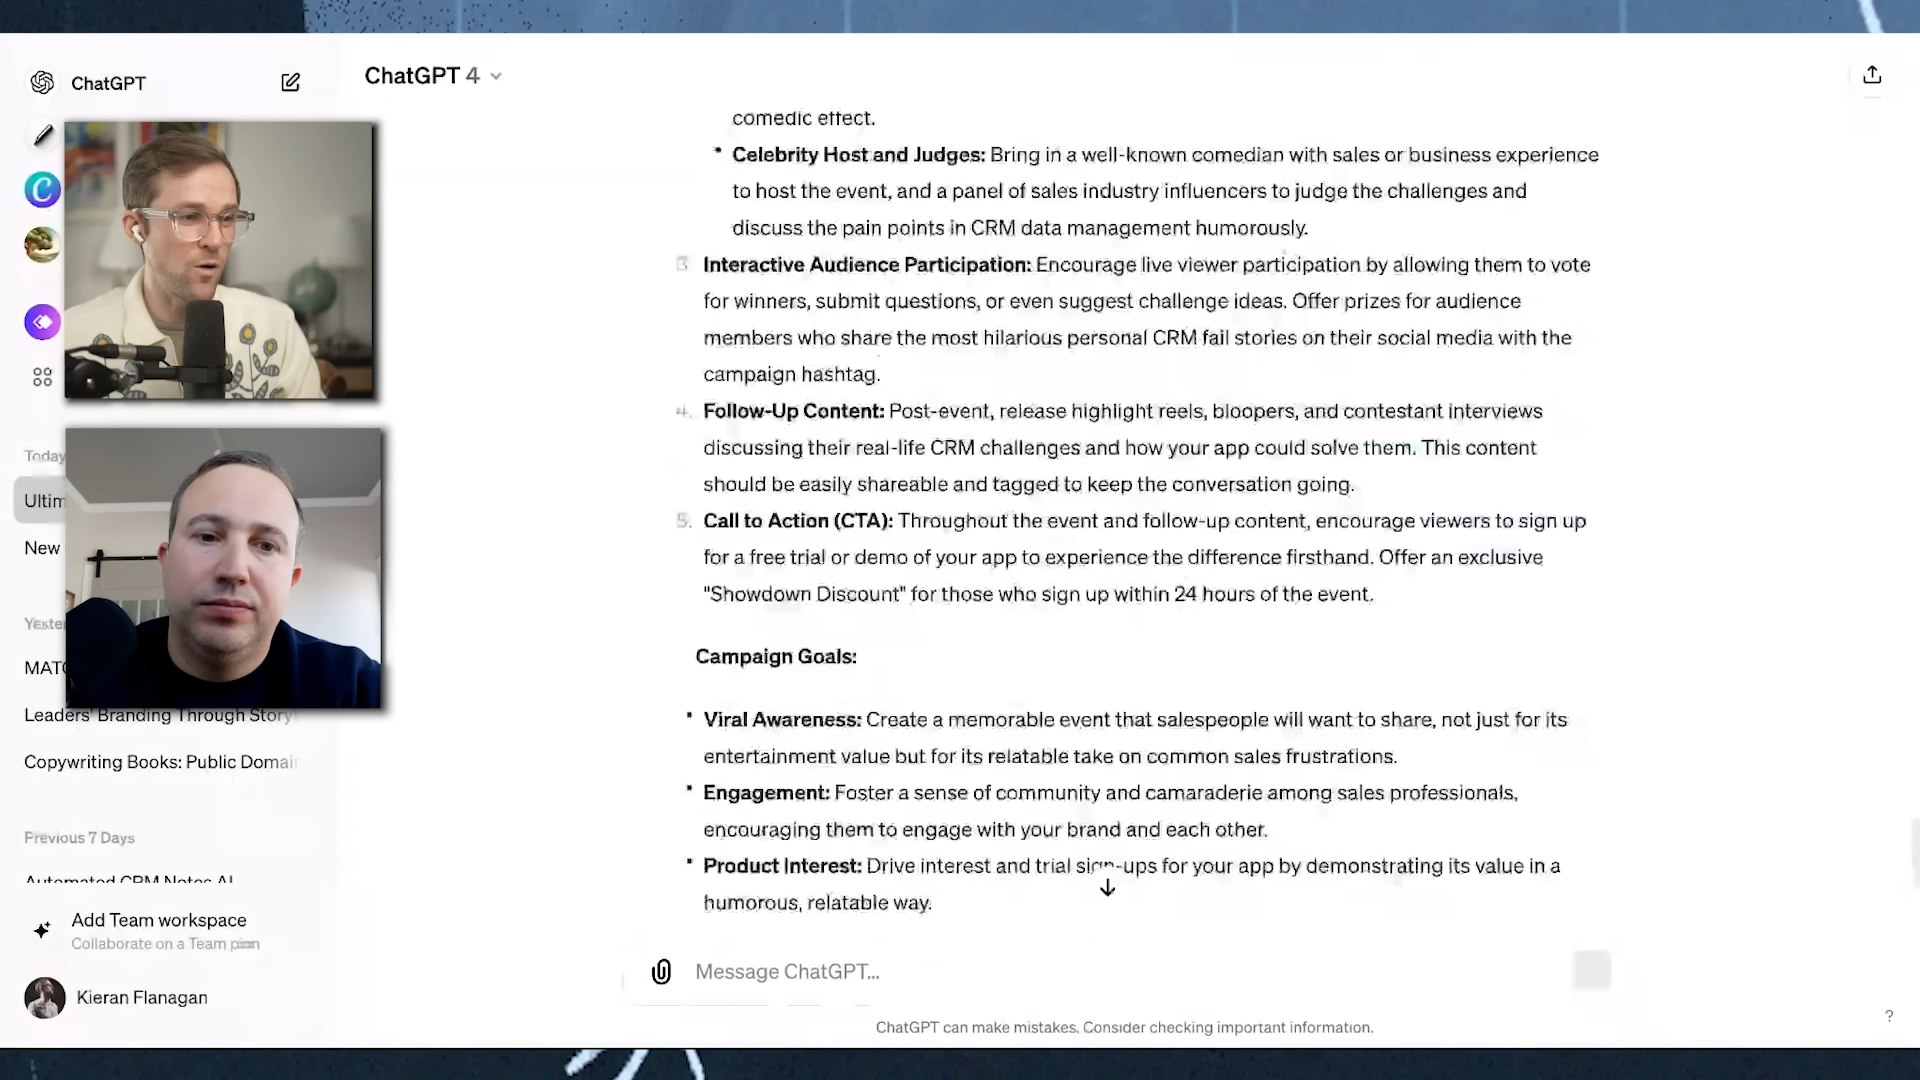 ChatGPT
ChatGPT 4
comedic effect.
Celebrity Host and Judges: Bring in a well-known comedian with sales or business experience
to host the event, and a panel of sales industry influencers to judge the challenges and
discuss the pain points in CRM data management humorously.
3. Interactive Audience Participation: Encourage live viewer participation by allowing them to vote
for winners, submit questions, or even suggest challenge ideas. Offer prizes for audience
members who share the most hilarious personal CRM fail stories on their social media with the
campaign hashtag.
4. Follow-Up Content: Post-event, release highlight reels, bloopers, and contestant interviews
discussing their real-life CRM challenges and how your app could solve them. This content
should be easily shareable and tagged to keep the conversation going.
5. Call to Action (CTA): Throughout the event and follow-up content, encourage viewers to sign up
for a free trial or demo of your app to experience the difference firsthand. Offer an exclusive
"Showdown Discount" for those who sign up within 24 hours of the event.
Campaign Goals:
Viral Awareness: Create a memorable event that salespeople will want to share, not just for its
entertainment value but for its relatable take on common sales frustrations.
Engagement: Foster a sense of community and camaraderie among sales professionals,
encouraging them to engage with your brand and each other.
Product Interest: Drive interest and trial sign-ups for your app by demonstrating its value in a
humorous, relatable way.
Message ChatGPT...
ChatGPT can make mistakes. Consider checking important information.
?
Today
Ultim
New
Yester
MATC
Leaders' Branding Through Story
Copywriting Books: Public Domain
Previous 7 Days
Automated CRM Notes AI
Add Team workspace
Collaborate on a Team plan
Kieran Flanagan